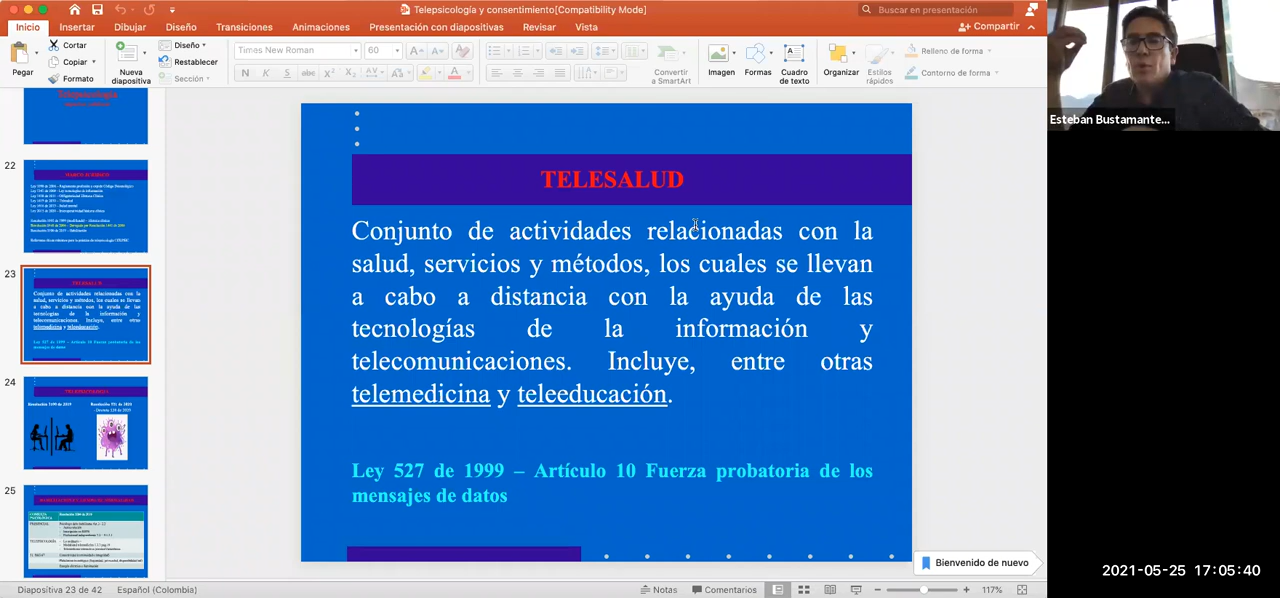 Telepsicología y consentimiento[Compatibility Mode]
Buscar en presentación
Inicio Insertar Dibujar Diseño Transiciones Animaciones Presentación con diapositivas Revisar Vista
Compartir
Pegar
Cortar
Copiar
Formato
Nueva diapositiva
Diseño
Restablecer
Sección
Times New Roman 60
N K S abc X² X₂ AV Aa
Convertir a SmartArt
Imagen
Formas
Cuadro de texto
Organizar
Estilos rápidos
Relleno de forma
Contorno de forma
Esteban Bustamante...
22
23
24
25
TELESALUD
Conjunto de actividades relacionadas con la
salud, servicios y métodos, los cuales se llevan
a cabo a distancia con la ayuda de las
tecnologías de la información y
telecomunicaciones. Incluye, entre otras
telemedicina y teleeducación.
Ley 527 de 1999 – Artículo 10 Fuerza probatoria de los
mensajes de datos
Bienvenido de nuevo
2021-05-25 17:05:40
Diapositiva 23 de 42 Español (Colombia)
Notas Comentarios 117%